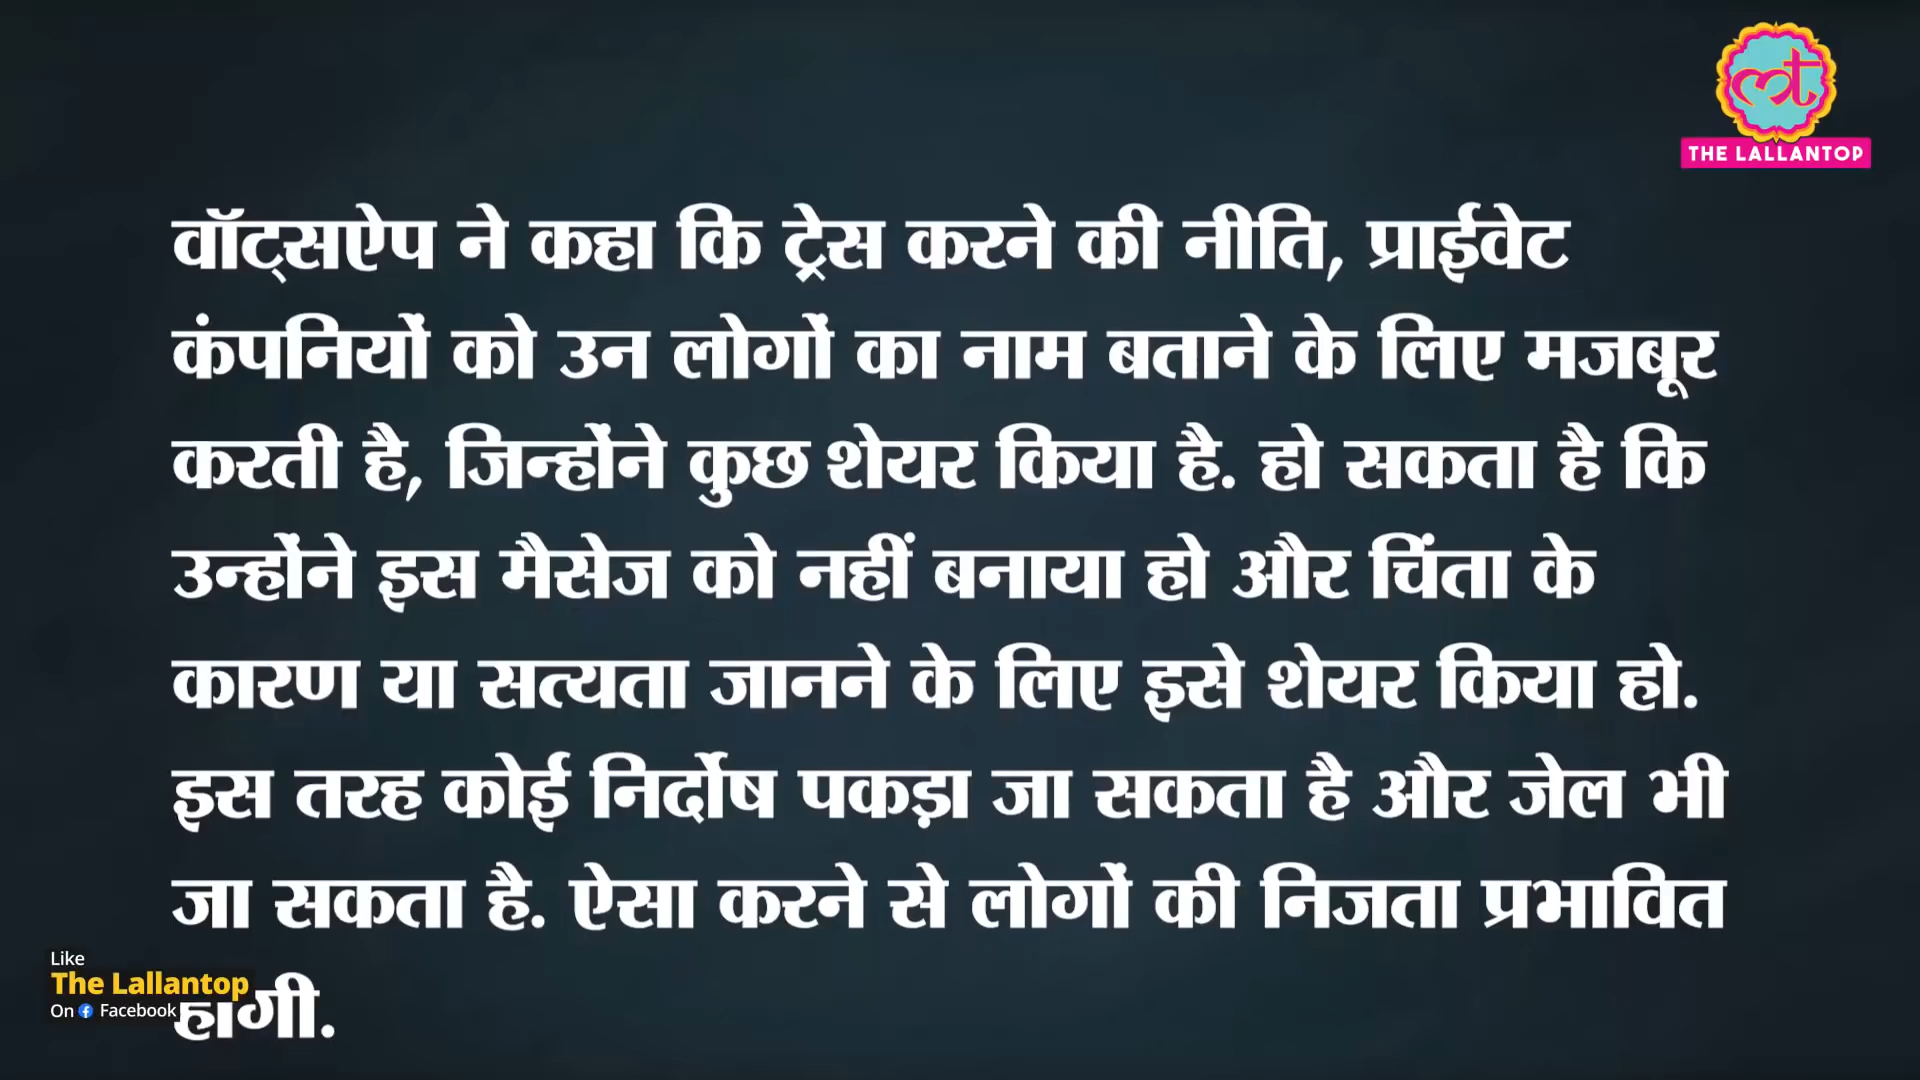 THE LALLANTOP
वॉट्सऐप ने कहा कि ट्रेस करने की नीति, प्राईवेट
कंपनियों को उन लोगों का नाम बताने के लिए मजबूर
करती है, जिन्होंने कुछ शेयर किया है. हो सकता है कि
उन्होंने इस मैसेज को नहीं बनाया हो और चिंता के
कारण या सत्यता जानने के लिए इसे शेयर किया हो.
इस तरह कोई निर्दोष पकड़ा जा सकता है और जेल भी
जा सकता है. ऐसा करने से लोगों की निजता प्रभावित
होगी.
Like
The Lallantop
On Facebook